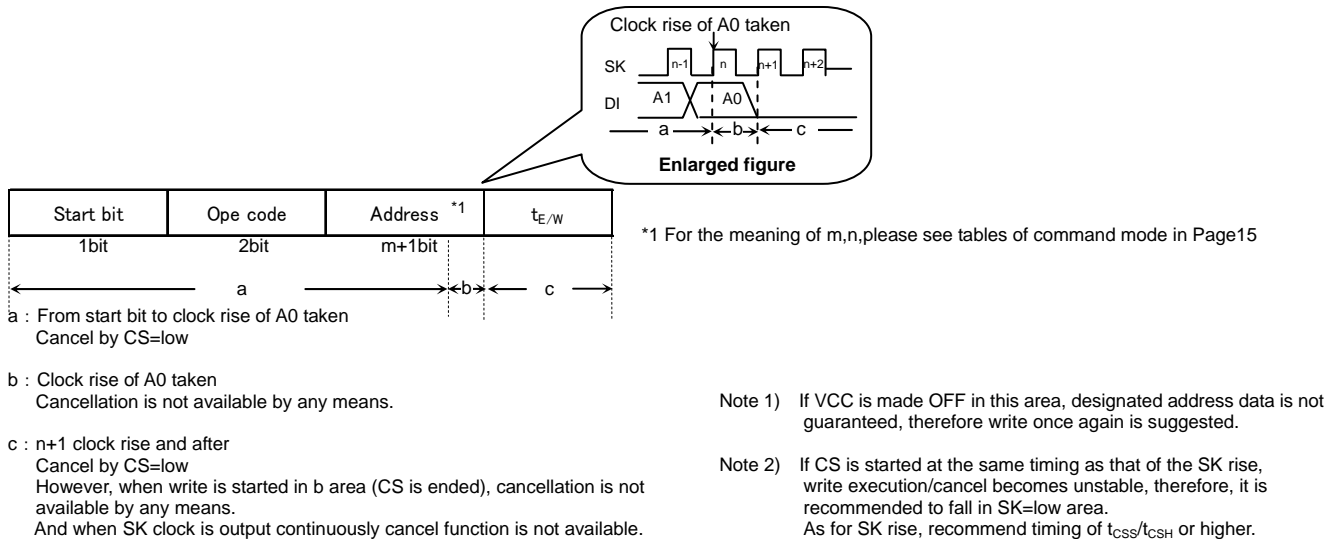 Clock rise of A0 taken
SK
n-1
n
n+1
n+2
DI
A1
A0
a
b
c
Enlarged figure
Start bit
Ope code
Address *1
tE/W
1bit
2bit
m+1bit
*1 For the meaning of m,n,please see tables of command mode in Page15
a
b
c
a : From start bit to clock rise of A0 taken
Cancel by CS=low
b : Clock rise of A0 taken
Cancellation is not available by any means.
c : n+1 clock rise and after
Cancel by CS=low
However, when write is started in b area (CS is ended), cancellation is not
available by any means.
And when SK clock is output continuously cancel function is not available.
Note 1) If VCC is made OFF in this area, designated address data is not
guaranteed, therefore write once again is suggested.
Note 2) If CS is started at the same timing as that of the SK rise,
write execution/cancel becomes unstable, therefore, it is
recommended to fall in SK=low area.
As for SK rise, recommend timing of tCSS/tCSH or higher.